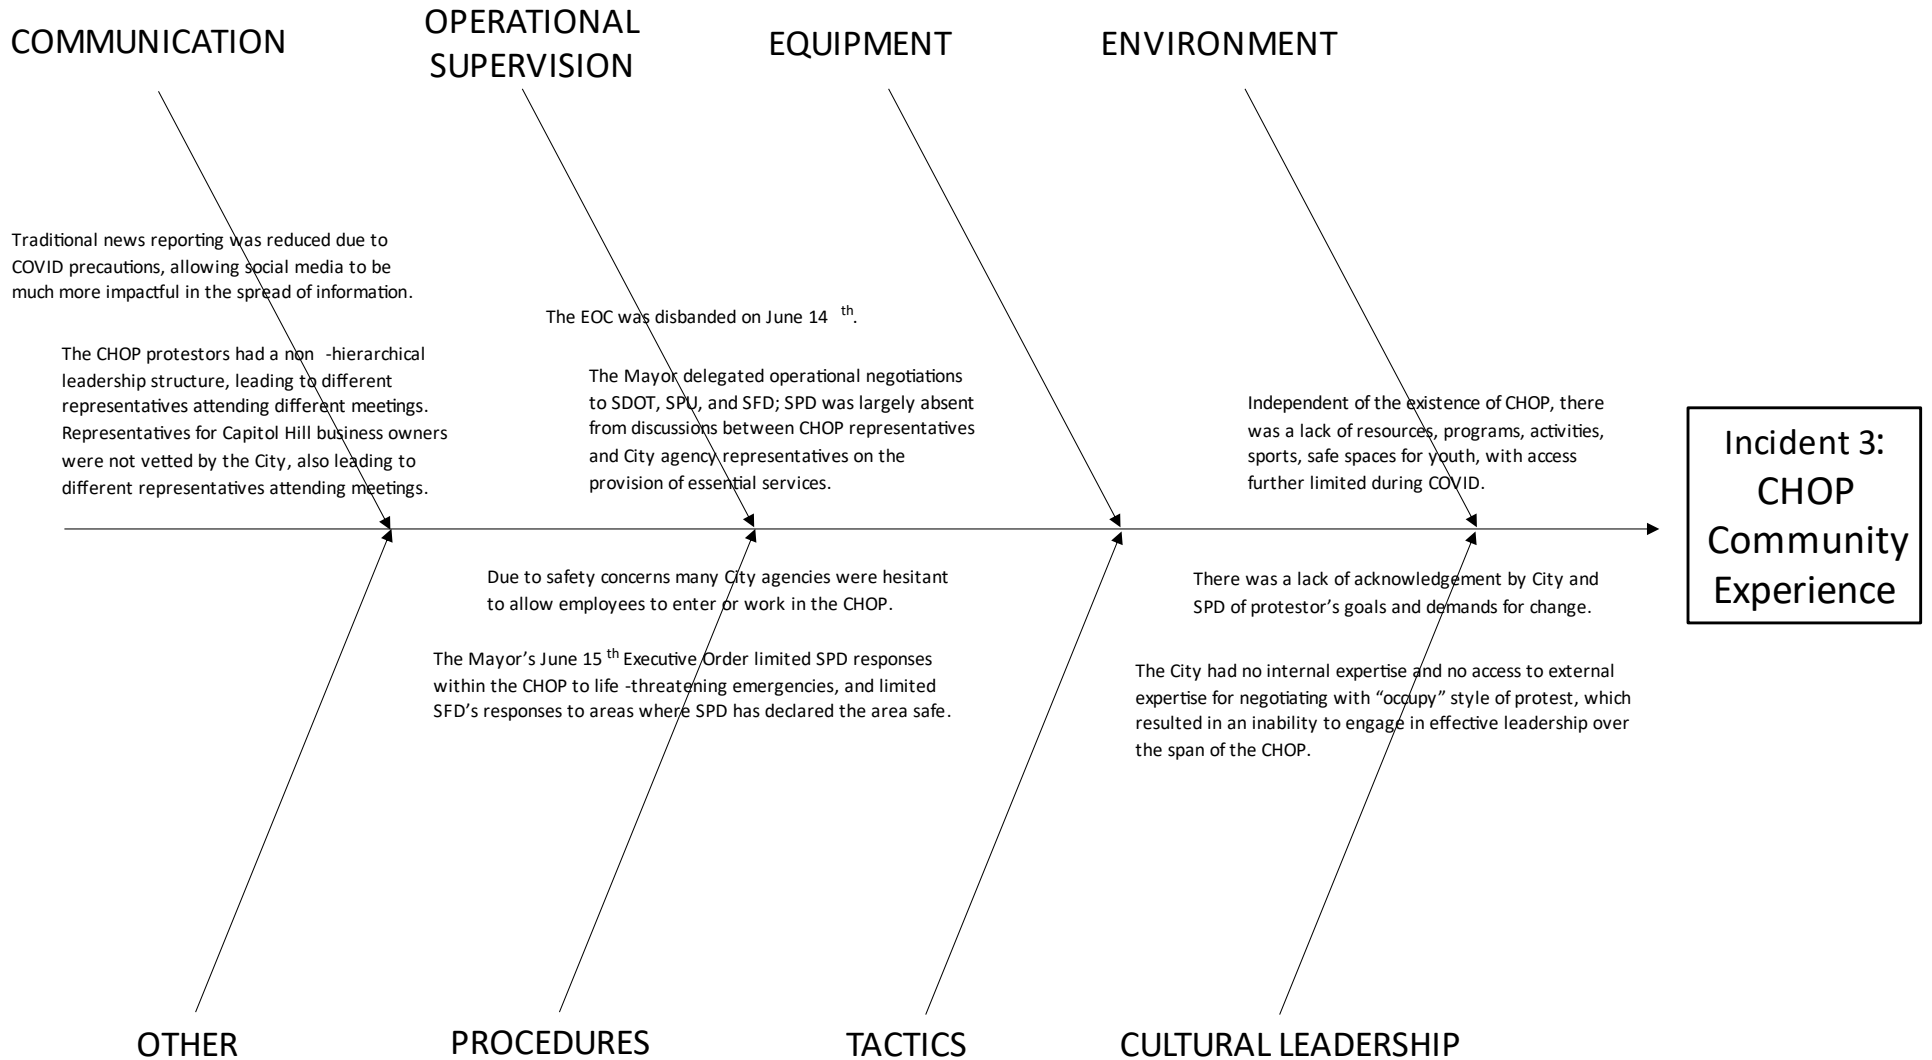 COMMUNICATION
OPERATIONAL
SUPERVISION
EQUIPMENT
ENVIRONMENT
Traditional news reporting was reduced due to
COVID precautions, allowing social media to be
much more impactful in the spread of information.
The CHOP protestors had a non -hierarchical
leadership structure, leading to different
representatives attending different meetings.
Representatives for Capitol Hill business owners
were not vetted by the City, also leading to
different representatives attending meetings.
The EOC was disbanded on June 14 th.
The Mayor delegated operational negotiations
to SDOT, SPU, and SFD; SPD was largely absent
from discussions between CHOP representatives
and City agency representatives on the
provision of essential services.
Independent of the existence of CHOP, there
was a lack of resources, programs, activities,
sports, safe spaces for youth, with access
further limited during COVID.
Incident 3:
CHOP
Community
Experience
Due to safety concerns many City agencies were hesitant
to allow employees to enter or work in the CHOP.
The Mayor’s June 15 th Executive Order limited SPD responses
within the CHOP to life -threatening emergencies, and limited
SFD’s responses to areas where SPD has declared the area safe.
There was a lack of acknowledgement by City and
SPD of protestor’s goals and demands for change.
The City had no internal expertise and no access to external
expertise for negotiating with “occupy” style of protest, which
resulted in an inability to engage in effective leadership over
the span of the CHOP.
OTHER
PROCEDURES
TACTICS
CULTURAL LEADERSHIP